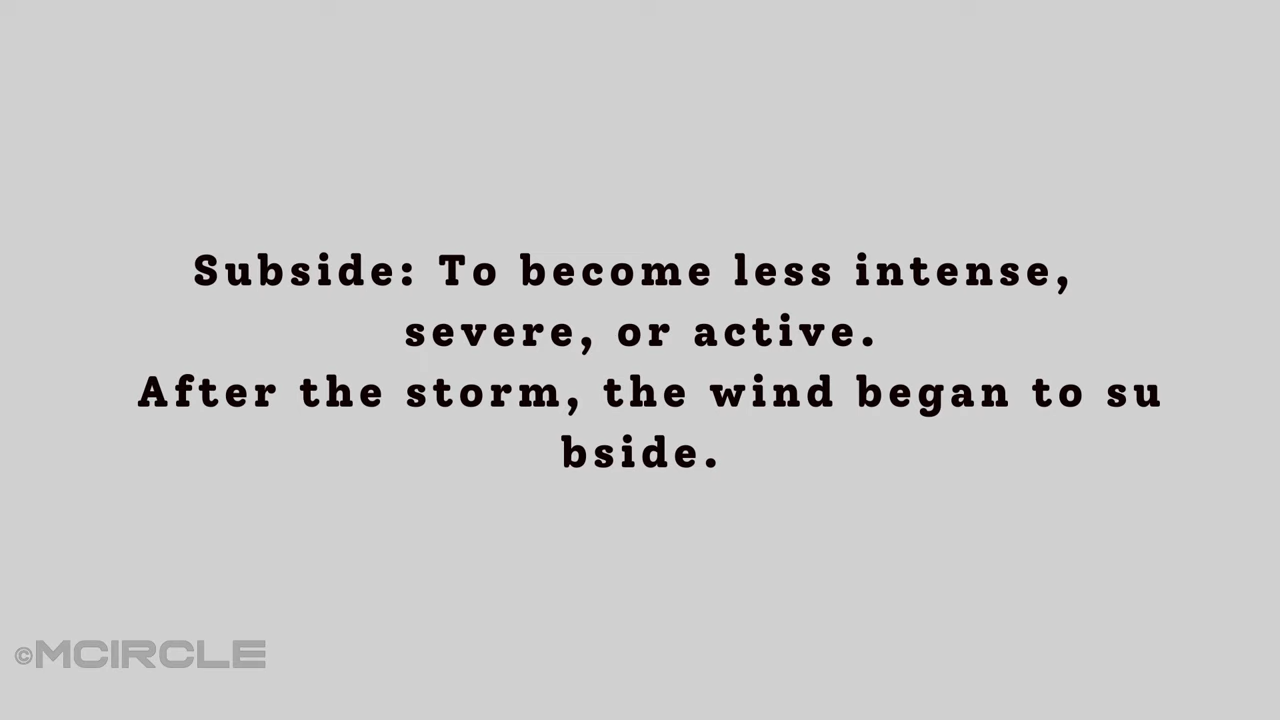 Subside: To become less intense,
severe, or active.
After the storm, the wind began to su
bside.
©MCIRCLE